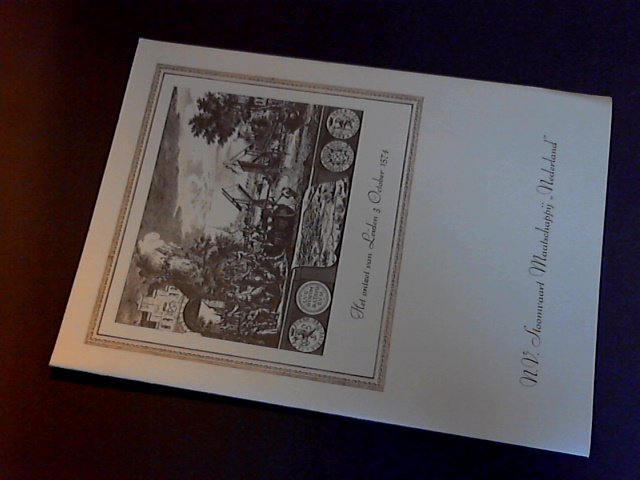 Het ontzet van Leiden 3 October 1574
N.V. Stoomvaart Maatschappij „Nederland”